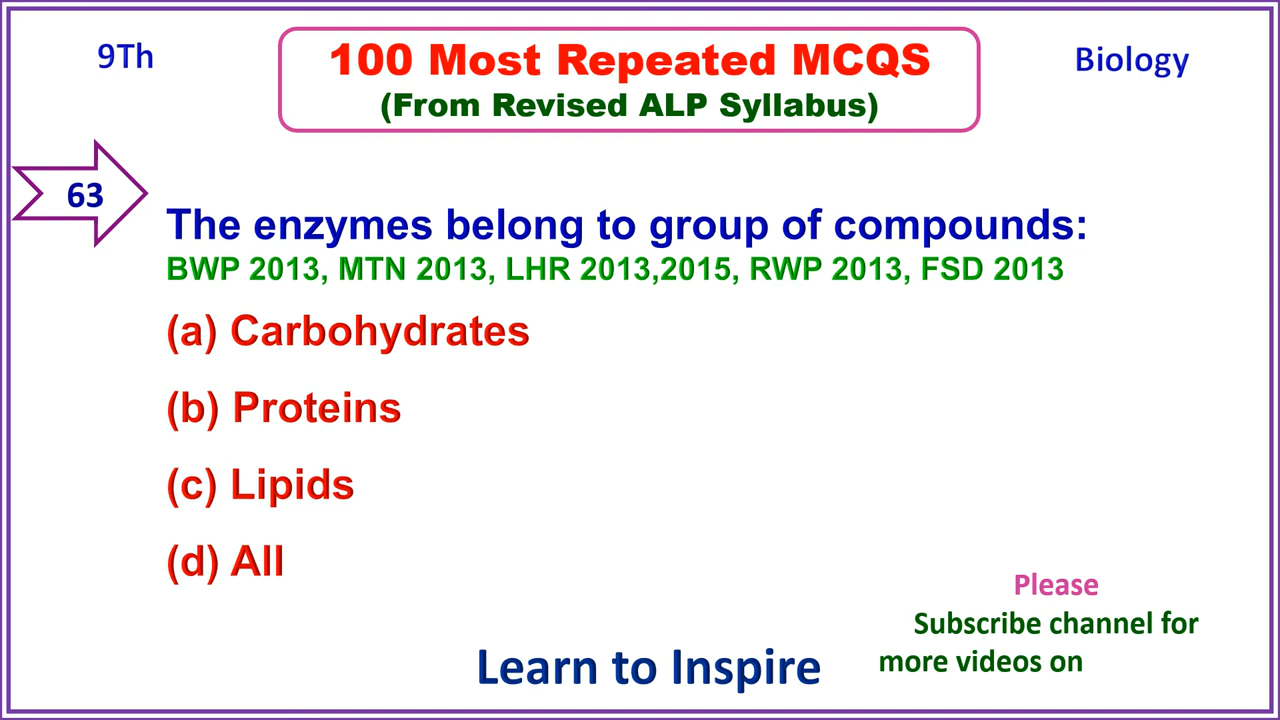 9Th
100 Most Repeated MCQS
(From Revised ALP Syllabus)
Biology
63
The enzymes belong to group of compounds:
BWP 2013, MTN 2013, LHR 2013,2015, RWP 2013, FSD 2013
(a) Carbohydrates
(b) Proteins
(c) Lipids
(d) All
Please
Subscribe channel for
more videos on
Learn to Inspire